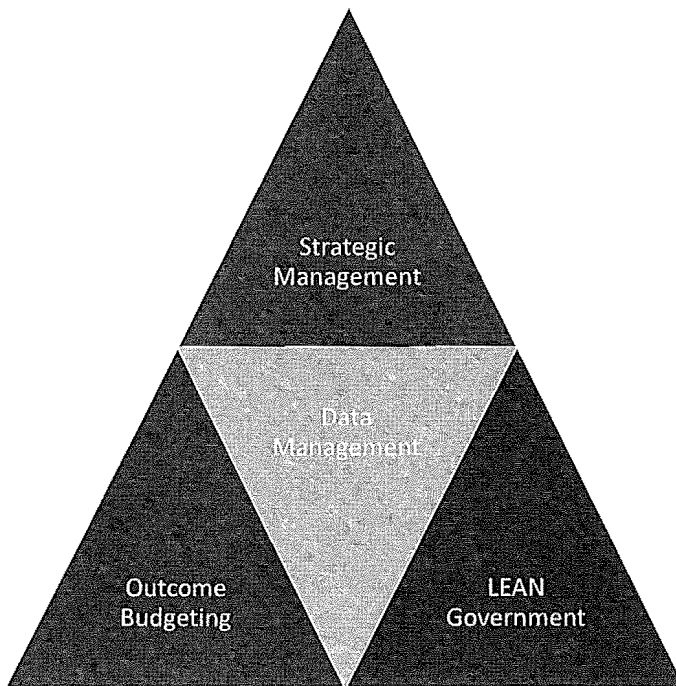 Strategic
Management
Data
Management
Outcome
Budgeting
LEAN
Government